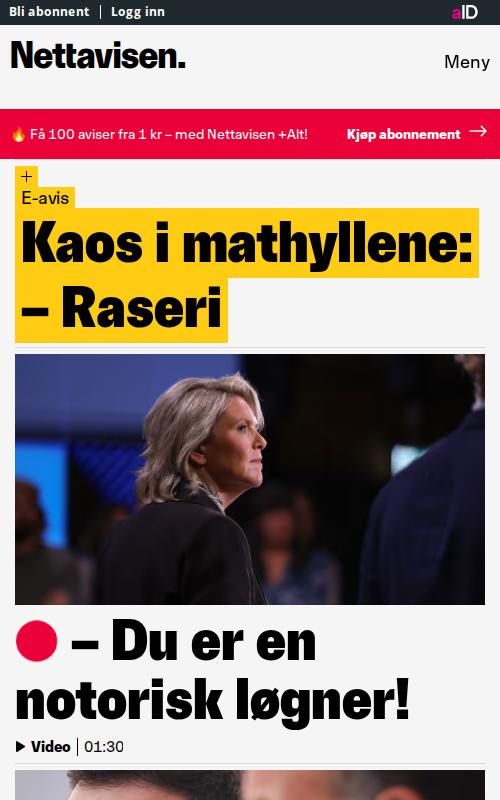 Bli abonnent | Logg inn
aID
Nettavisen.
Meny
🔥 Få 100 aviser fra 1 kr – med Nettavisen +Alt!
Kjøp abonnement →
+
E-avis
Kaos i mathyllene:
– Raseri
– Du er en
notorisk løgner!
Video | 01:30